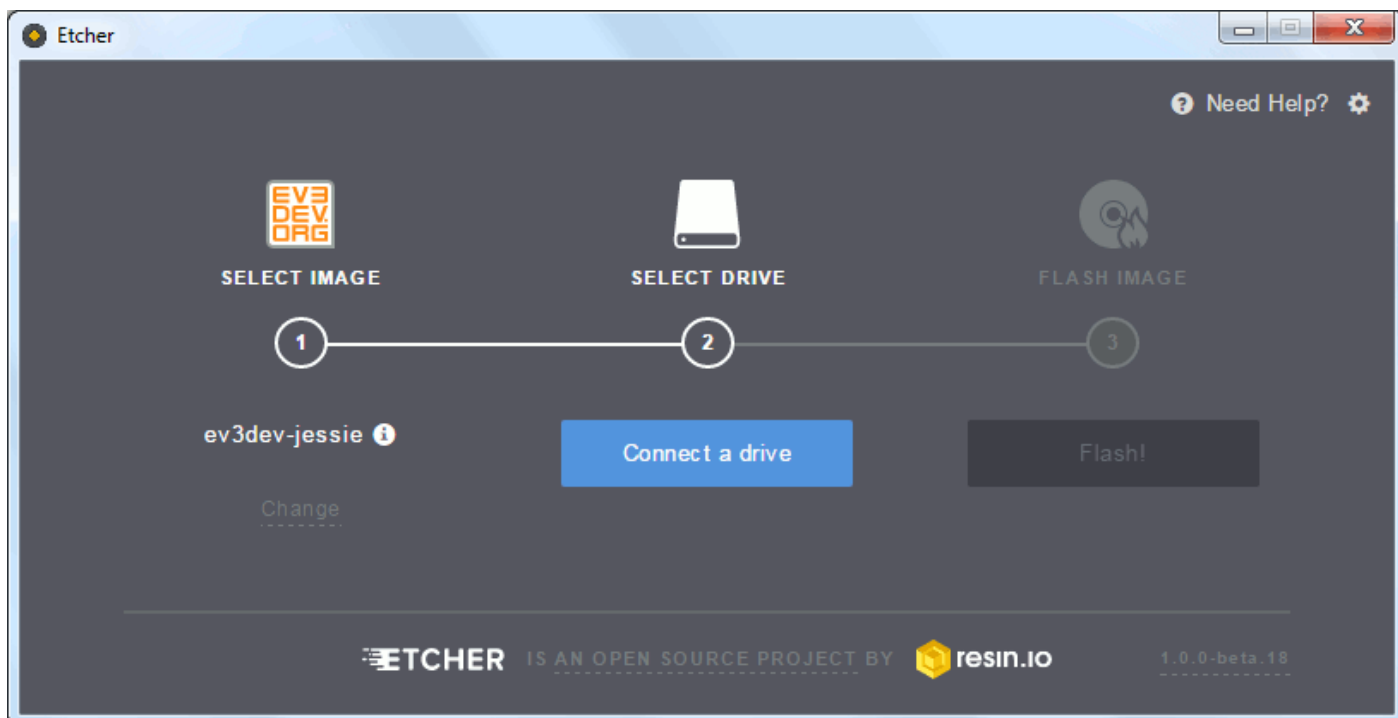 Etcher
Need Help?
EV3
DEV.
ORG
SELECT IMAGE
SELECT DRIVE
FLASH IMAGE
1
2
3
ev3dev-jessie
Connect a drive
Flash!
Change
ETCHER IS AN OPEN SOURCE PROJECT BY resin.io 1.0.0-beta.18